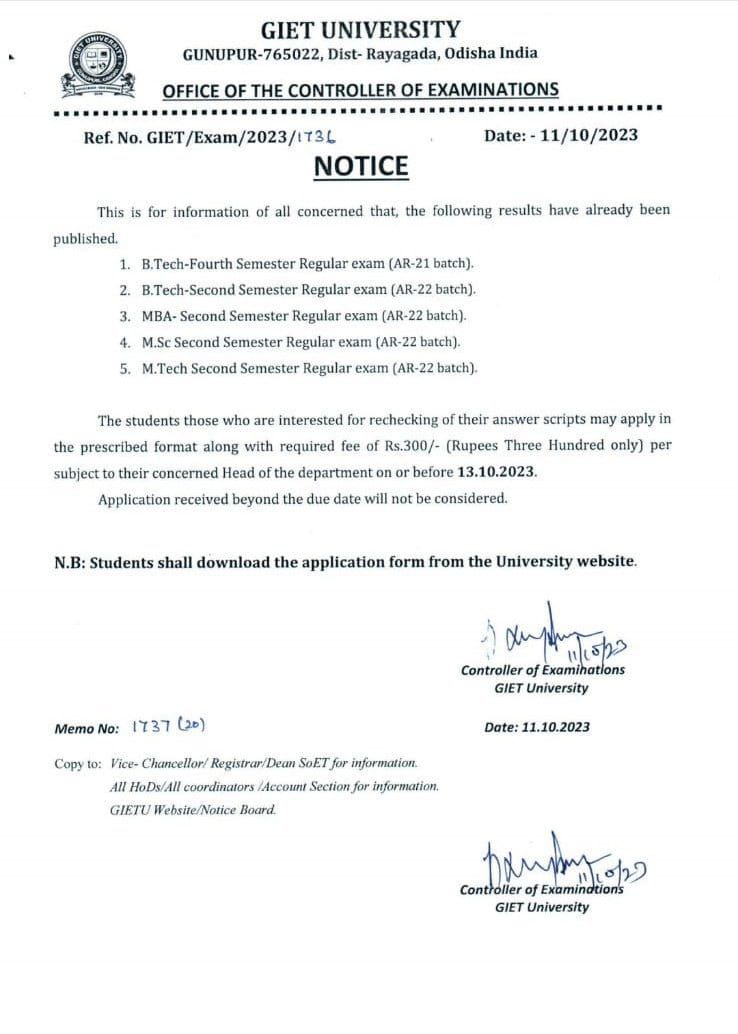 GIET UNIVERSITY
GUNUPUR-765022, Dist- Rayagada, Odisha India
OFFICE OF THE CONTROLLER OF EXAMINATIONS
Ref. No. GIET/Exam/2023/1736
Date: - 11/10/2023
NOTICE
This is for information of all concerned that, the following results have already been
published.
1. B.Tech-Fourth Semester Regular exam (AR-21 batch).
2. B.Tech-Second Semester Regular exam (AR-22 batch).
3. MBA- Second Semester Regular exam (AR-22 batch).
4. M.Sc Second Semester Regular exam (AR-22 batch).
5. M.Tech Second Semester Regular exam (AR-22 batch).
The students those who are interested for rechecking of their answer scripts may apply in
the prescribed format along with required fee of Rs.300/- (Rupees Three Hundred only) per
subject to their concerned Head of the department on or before 13.10.2023.
Application received beyond the due date will not be considered.
N.B: Students shall download the application form from the University website.
11/10/23
Controller of Examinations
GIET University
Memo No: 1737 (20)
Date: 11.10.2023
Copy to: Vice- Chancellor/ Registrar/Dean SoET for information.
All HoDs/All coordinators /Account Section for information.
GIETU Website/Notice Board.
11/10/23
Controller of Examinations
GIET University